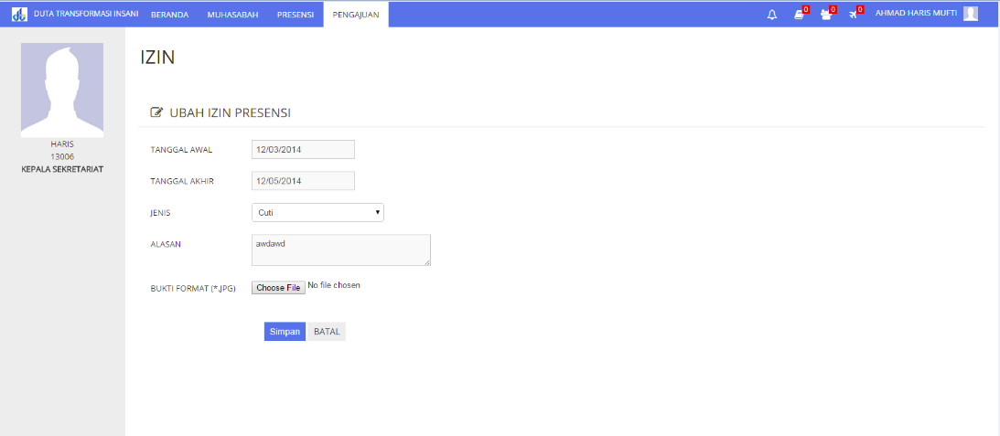 DUTA TRANSFORMASI INSANI BERANDA MUHASABAH PRESENSI PENGAJUAN 0 0 0 AHMAD HARIS MUFTI
HARIS
13006
KEPALA SEKRETARIAT
IZIN
UBAH IZIN PRESENSI
TANGGAL AWAL 12/03/2014
TANGGAL AKHIR 12/05/2014
JENIS Cuti
ALASAN awdawd
BUKTI FORMAT (*.JPG) Choose File No file chosen
Simpan BATAL